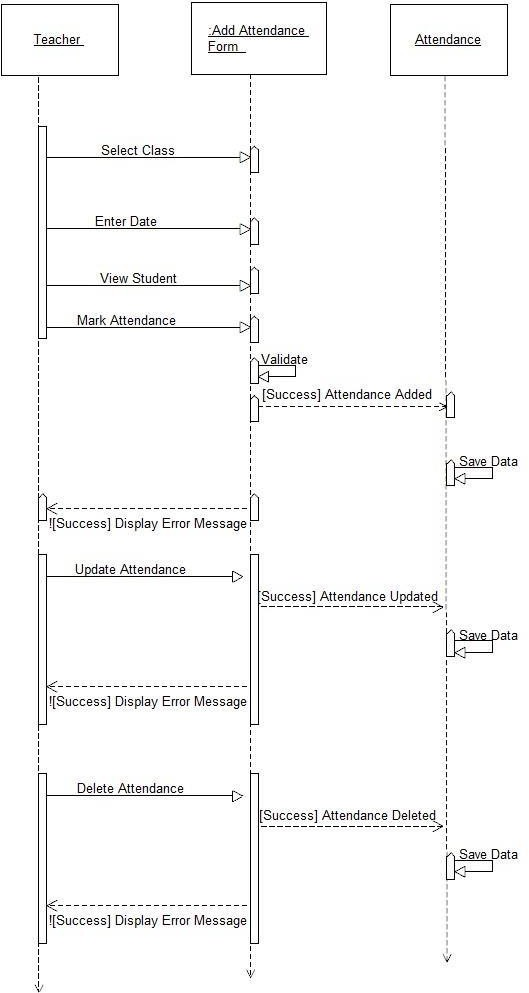 Teacher
:Add Attendance
Form
Attendance
Select Class
Enter Date
View Student
Mark Attendance
Validate
[Success] Attendance Added
Save Data
![Success] Display Error Message
Update Attendance
[Success] Attendance Updated
Save Data
![Success] Display Error Message
Delete Attendance
[Success] Attendance Deleted
Save Data
![Success] Display Error Message